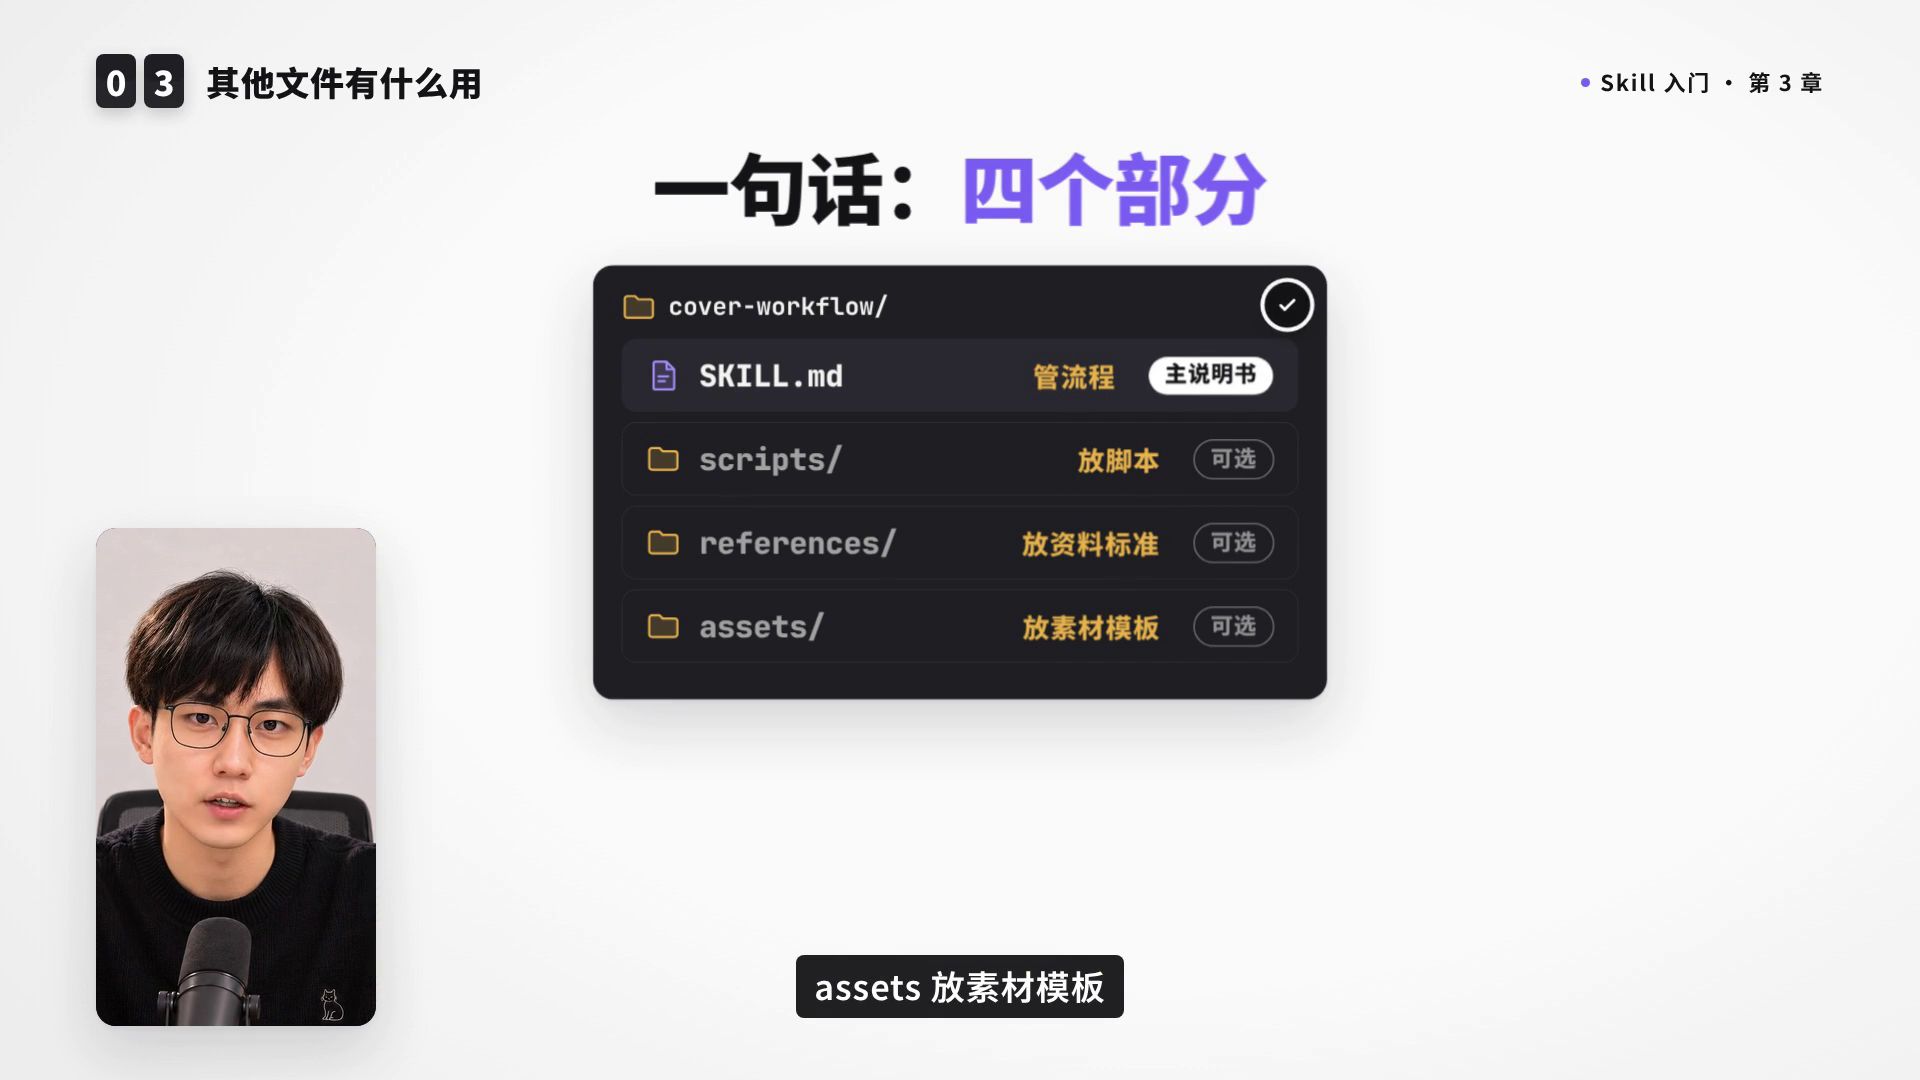 03 其他文件有什么用
Skill 入门 · 第 3 章
一句话：四个部分
cover-workflow/
SKILL.md 管流程 主说明书
scripts/ 放脚本 可选
references/ 放资料标准 可选
assets/ 放素材模板 可选
assets 放素材模板